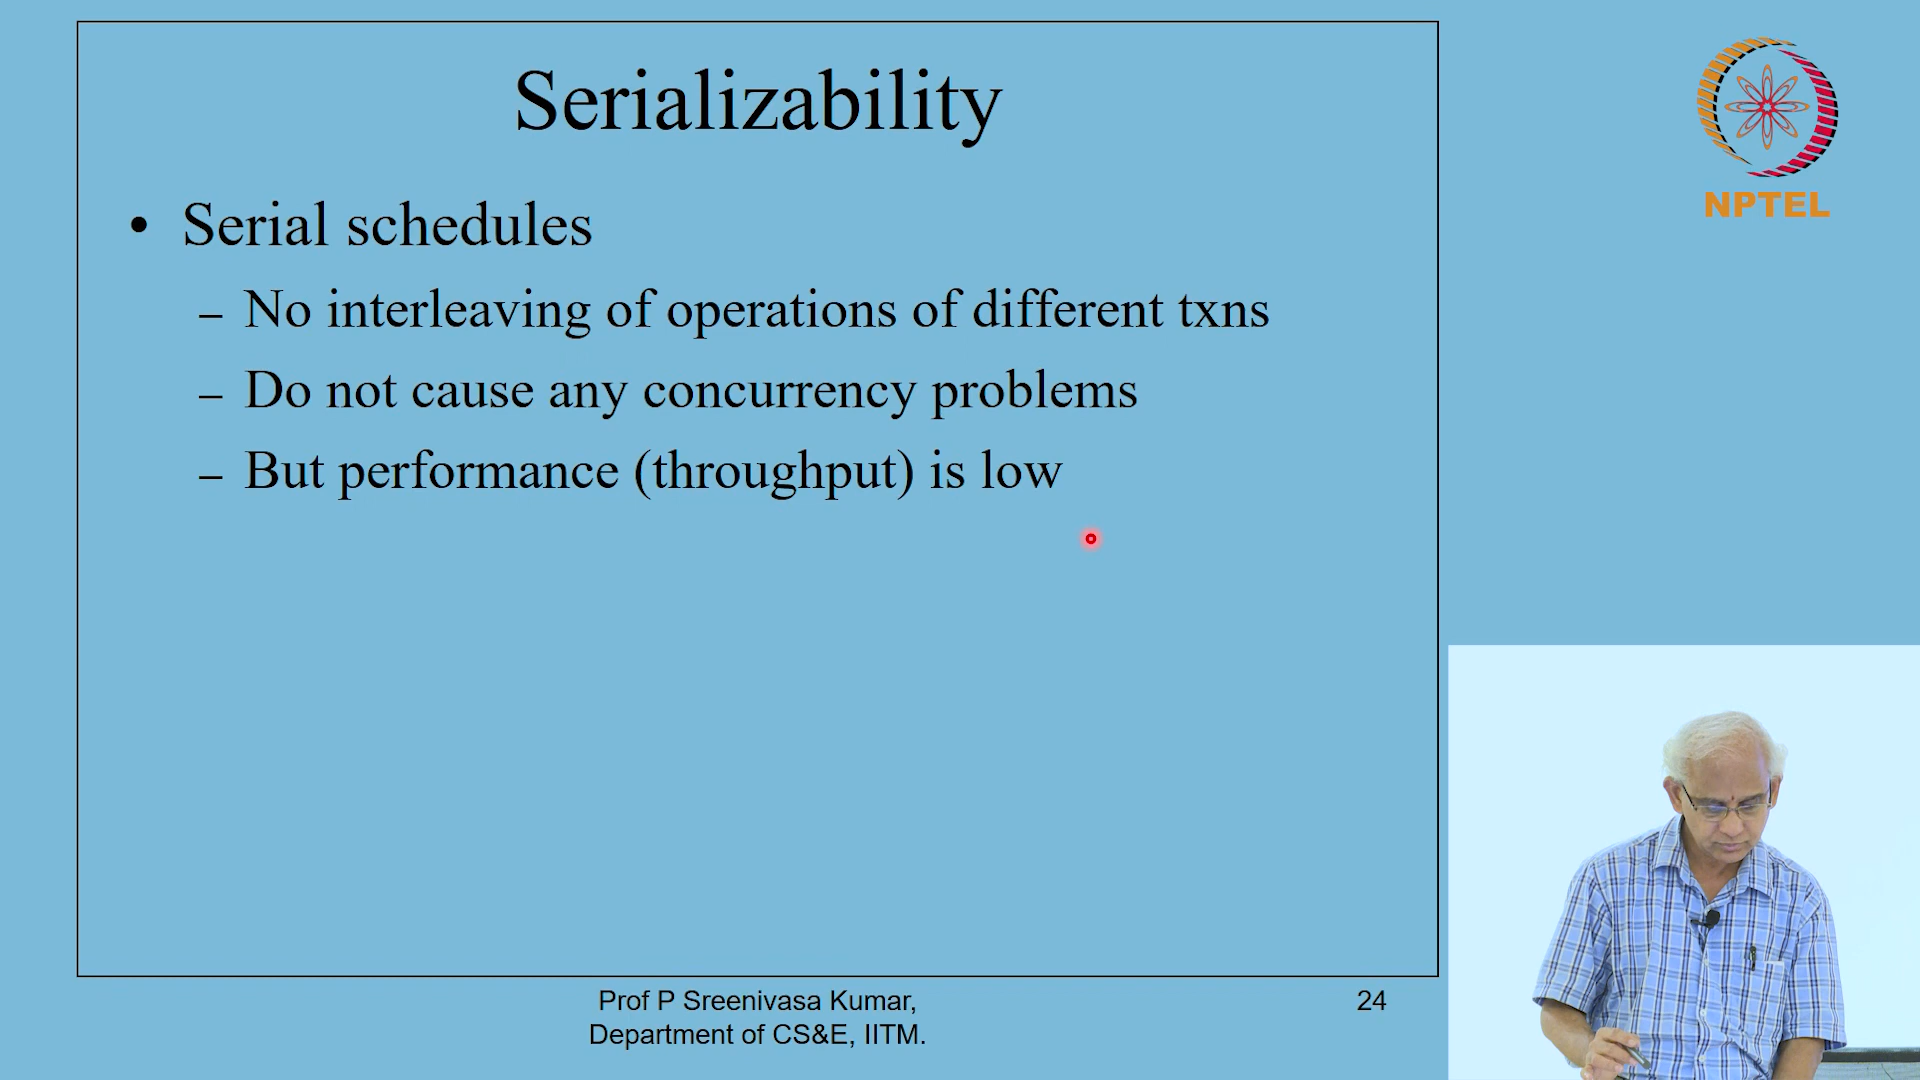 Serializability
• Serial schedules
– No interleaving of operations of different txns
– Do not cause any concurrency problems
– But performance (throughput) is low
NPTEL
Prof P Sreenivasa Kumar,
Department of CS&E, IITM.
24